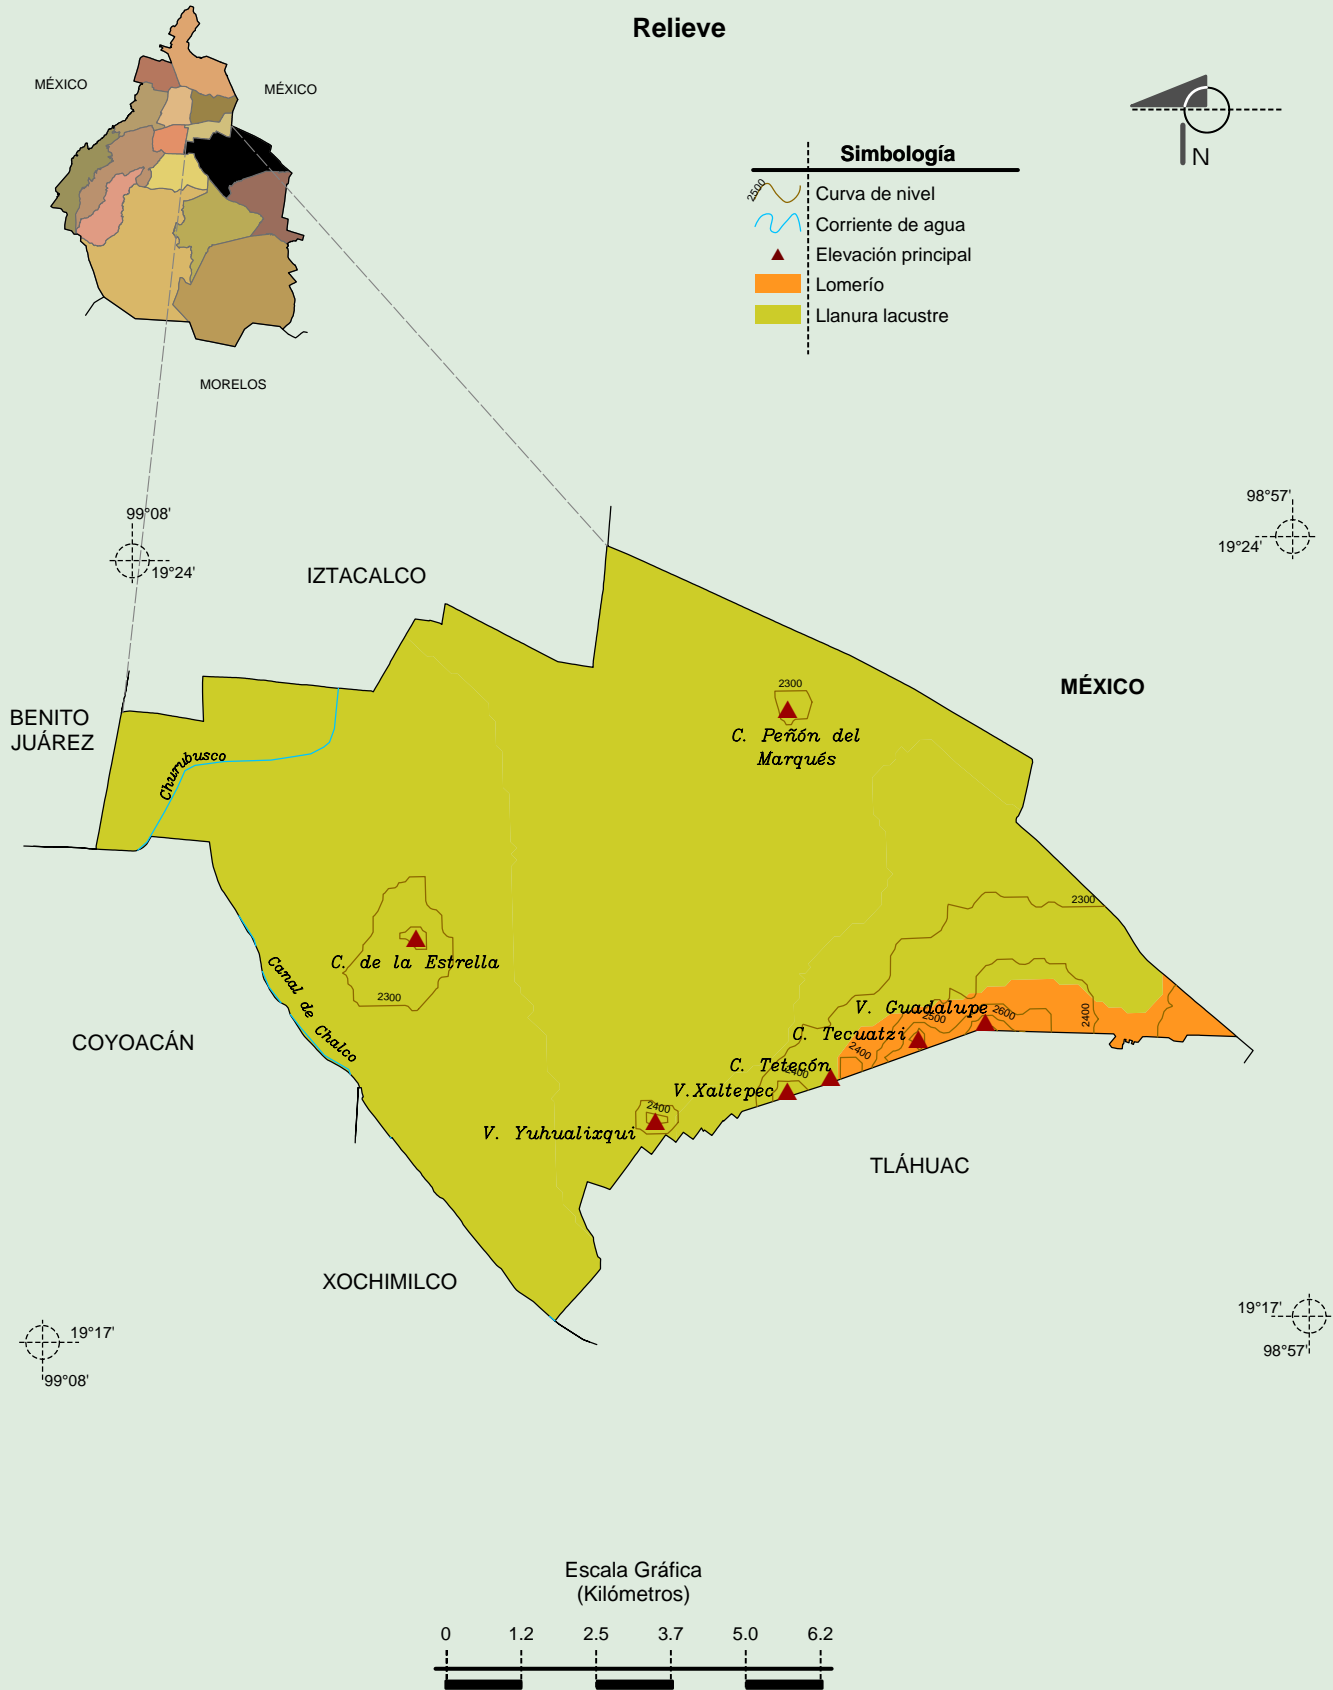 Relieve
MÉXICO
MÉXICO
MORELOS
N
Simbología
2500
Curva de nivel
Corriente de agua
Elevación principal
Lomerío
Llanura lacustre
99°08'
19°24'
98°57'
19°24'
IZTACALCO
BENITO
JUÁREZ
MÉXICO
Churubusco
2300
C. Peñón del
Marqués
2300
C. de la Estrella
2300
Canal de Chalco
COYOACÁN
V. Guadalupe
2600
2500
2400
C. Tecuatzi
2400
C. Tetecón
2400
V.Xaltepec
2400
V. Yuhualixqui
TLÁHUAC
XOCHIMILCO
19°17'
99°08'
19°17'
98°57'
Escala Gráfica
(Kilómetros)
0 1.2 2.5 3.7 5.0 6.2